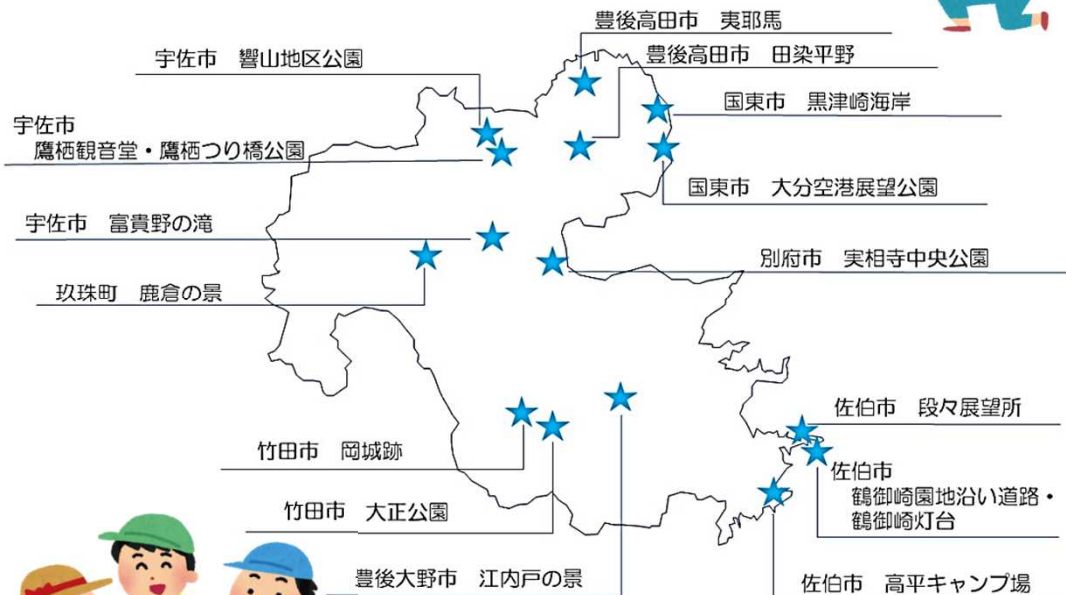 豊後高田市　夷耶馬
宇佐市　響山地区公園
豊後高田市　田染平野
国東市　黒津崎海岸
宇佐市
鷹栖観音堂・鷹栖つり橋公園
国東市　大分空港展望公園
宇佐市　富貴野の滝
別府市　実相寺中央公園
玖珠町　鹿倉の景
佐伯市　段々展望所
竹田市　岡城跡
佐伯市
鶴御崎園地沿い道路・
鶴御崎灯台
竹田市　大正公園
豊後大野市　江内戸の景
佐伯市　高平キャンプ場